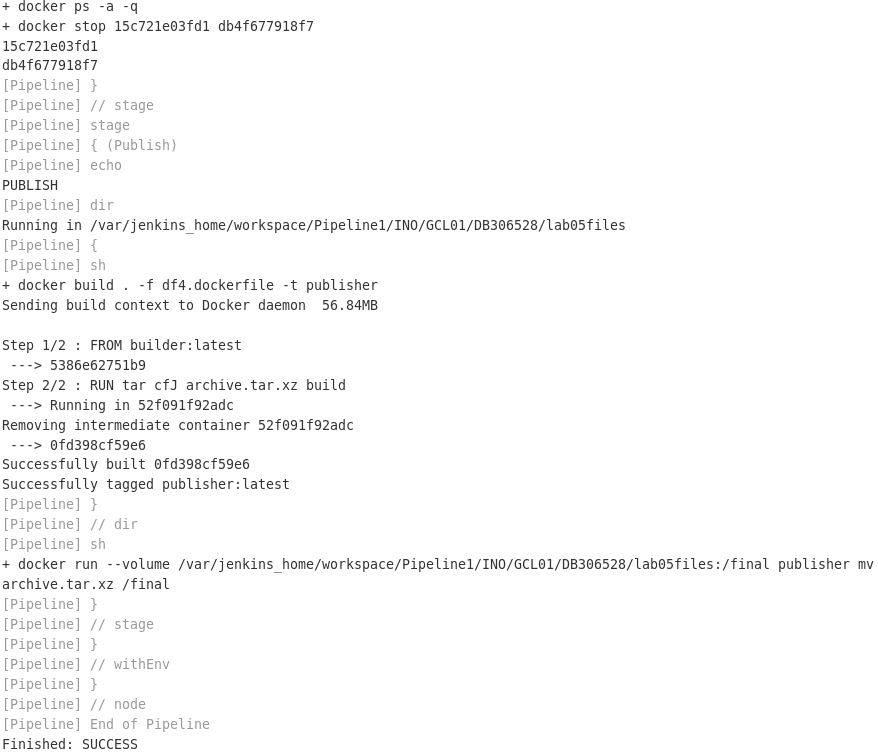 + docker ps -a -q
+ docker stop 15c721e03fd1 db4f677918f7
15c721e03fd1
db4f677918f7
[Pipeline] }
[Pipeline] // stage
[Pipeline] stage
[Pipeline] { (Publish)
[Pipeline] echo
PUBLISH
[Pipeline] dir
Running in /var/jenkins_home/workspace/Pipeline1/INO/GCL01/DB306528/lab05files
[Pipeline] {
[Pipeline] sh
+ docker build . -f df4.dockerfile -t publisher
Sending build context to Docker daemon  56.84MB
Step 1/2 : FROM builder:latest
 ---> 5386e62751b9
Step 2/2 : RUN tar cfJ archive.tar.xz build
 ---> Running in 52f091f92adc
Removing intermediate container 52f091f92adc
 ---> 0fd398cf59e6
Successfully built 0fd398cf59e6
Successfully tagged publisher:latest
[Pipeline] }
[Pipeline] // dir
[Pipeline] sh
+ docker run --volume /var/jenkins_home/workspace/Pipeline1/INO/GCL01/DB306528/lab05files:/final publisher mv
archive.tar.xz /final
[Pipeline] }
[Pipeline] // stage
[Pipeline] }
[Pipeline] // withEnv
[Pipeline] }
[Pipeline] // node
[Pipeline] End of Pipeline
Finished: SUCCESS